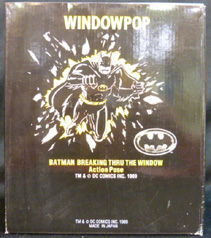 WINDOWPOP
BATMAN BREAKING THRU THE WINDOW
Action Pose
TM & © DC COMICS INC. 1989
TM & © DC COMICS INC. 1989
MADE IN JAPAN